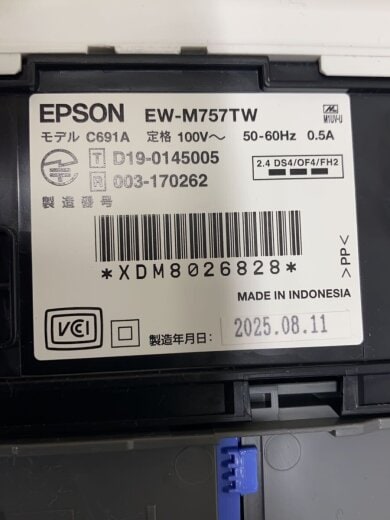 EPSON EW-M757TW
モデル C691A 定格 100V～ 50-60Hz 0.5A
T D19-0145005
R 003-170262
2.4 DS4/OF4/FH2
製造番号
*XDM8026828*
>PP<
MADE IN INDONESIA
VCI
製造年月日: 2025.08.11